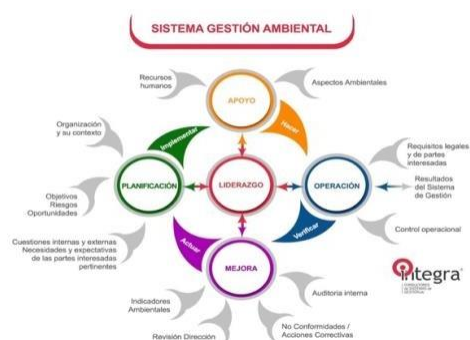 SISTEMA GESTIÓN AMBIENTAL
Recursos
humanos
Aspectos Ambientales
APOYO
Organización
y su contexto
Implementar
Hacer
Requisitos legales
y de partes
interesadas
PLANIFICACIÓN
LIDERAZGO
OPERACIÓN
Resultados
del Sistema
de Gestión
Objetivos
Riesgos
Oportunidades
Control operacional
Actuar
Verificar
Cuestiones internas y externas
Necesidades y expectativas
de las partes interesadas
pertinentes
MEJORA
integra
Indicadores
Ambientales
Auditoria interna
Revisión Dirección
No Conformidades /
Acciones Correctivas